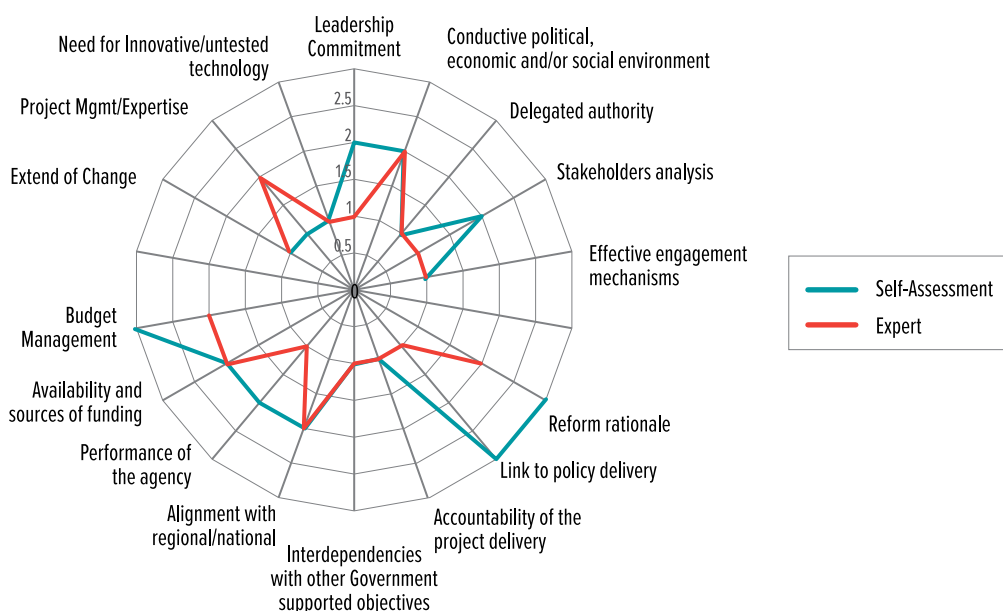 Leadership
Commitment
Conductive political,
economic and/or social environment
Delegated authority
Stakeholders analysis
Effective engagement
mechanisms
Reform rationale
Link to policy delivery
Accountability of the
project delivery
Interdependencies
with other Government
supported objectives
Alignment with
regional/national
Performance of
the agency
Availability and
sources of funding
Budget
Management
Extend of Change
Project Mgmt/Expertise
Need for Innovative/untested
technology
2.5
2
1.5
1
0.5
0
Self-Assessment
Expert